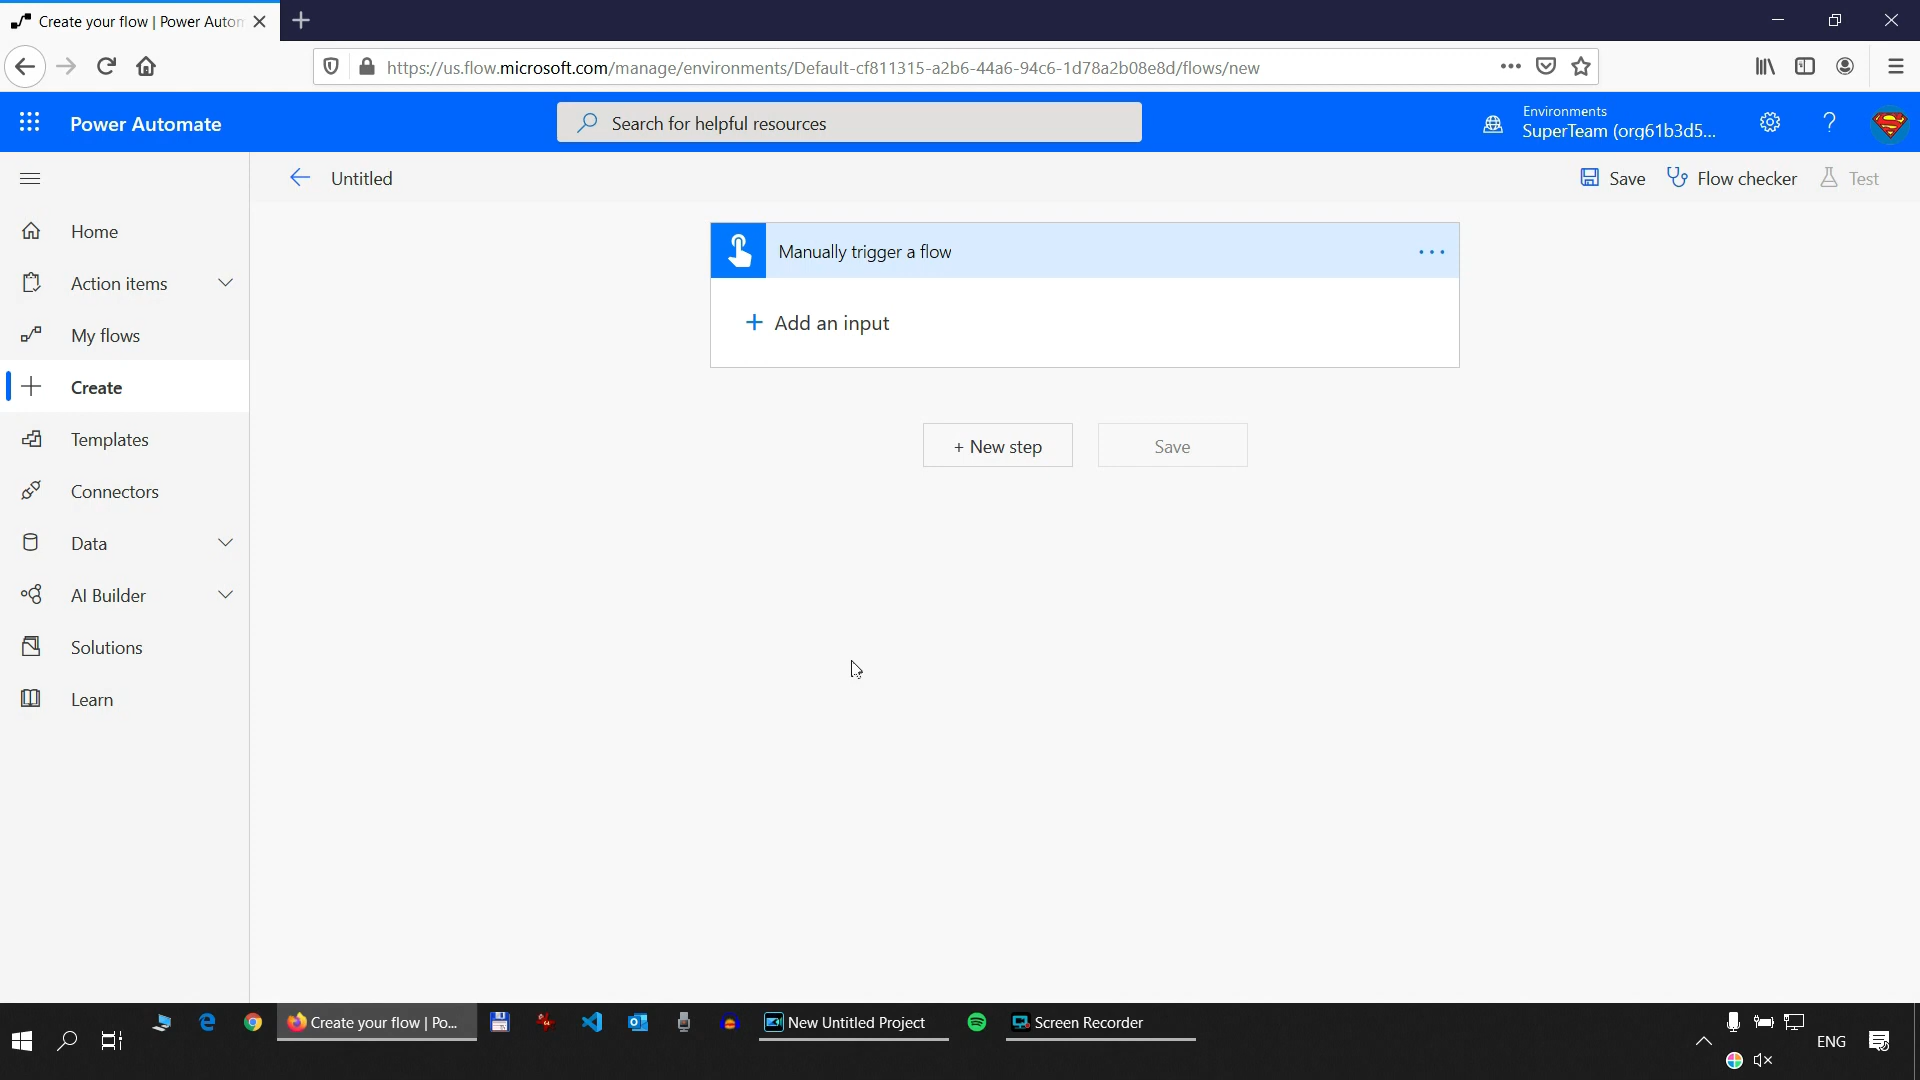 Create your flow | Power Autom
https://us.flow.microsoft.com/manage/environments/Default-cf811315-a2b6-44a6-94c6-1d78a2b08e8d/flows/new
Power Automate
Search for helpful resources
Environments
SuperTeam (org61b3d5...
Untitled
Save
Flow checker
Test
Home
Action items
My flows
Create
Templates
Connectors
Data
AI Builder
Solutions
Learn
Manually trigger a flow
+ Add an input
+ New step
Save
Create your flow | Po...
New Untitled Project
Screen Recorder
ENG